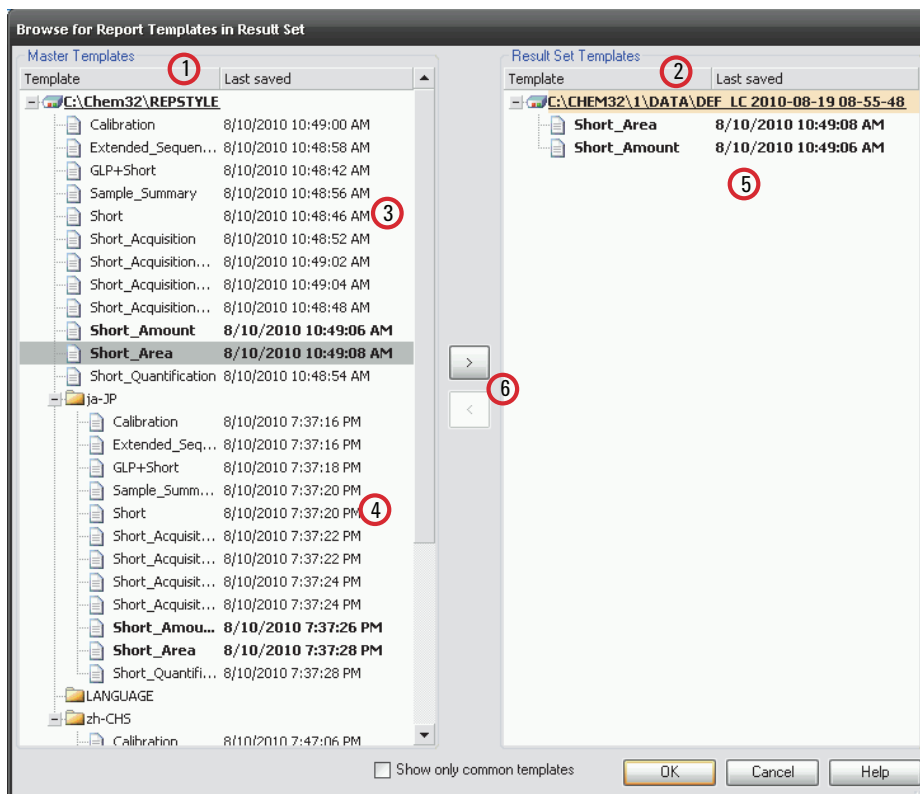 Browse for Report Templates in Result Set
Master Templates
1
Template Last saved
C:\Chem32\REPSTYLE
Calibration 8/10/2010 10:49:00 AM
Extended_Sequen... 8/10/2010 10:48:58 AM
GLP+Short 8/10/2010 10:48:42 AM
Sample_Summary 8/10/2010 10:48:56 AM
Short 8/10/2010 10:48:46 AM
3
Short_Acquisition 8/10/2010 10:48:52 AM
Short_Acquisition... 8/10/2010 10:49:02 AM
Short_Acquisition... 8/10/2010 10:49:04 AM
Short_Acquisition... 8/10/2010 10:48:48 AM
Short_Amount 8/10/2010 10:49:06 AM
Short_Area 8/10/2010 10:49:08 AM
Short_Quantification 8/10/2010 10:48:54 AM
ja-JP
Calibration 8/10/2010 7:37:16 PM
Extended_Seq... 8/10/2010 7:37:16 PM
GLP+Short 8/10/2010 7:37:18 PM
Sample_Summ... 8/10/2010 7:37:20 PM
Short 8/10/2010 7:37:20 PM
4
Short_Acquisit... 8/10/2010 7:37:22 PM
Short_Acquisit... 8/10/2010 7:37:22 PM
Short_Acquisit... 8/10/2010 7:37:24 PM
Short_Acquisit... 8/10/2010 7:37:24 PM
Short_Amou... 8/10/2010 7:37:26 PM
Short_Area 8/10/2010 7:37:28 PM
Short_Quantifi... 8/10/2010 7:37:28 PM
LANGUAGE
zh-CHS
Calibration 8/10/2010 7:47:06 PM
>
6
<
Result Set Templates
2
Template Last saved
C:\CHEM32\1\DATA\DEF_LC 2010-08-19 08-55-48
Short_Area 8/10/2010 10:49:08 AM
Short_Amount 8/10/2010 10:49:06 AM
5
Show only common templates
OK Cancel Help